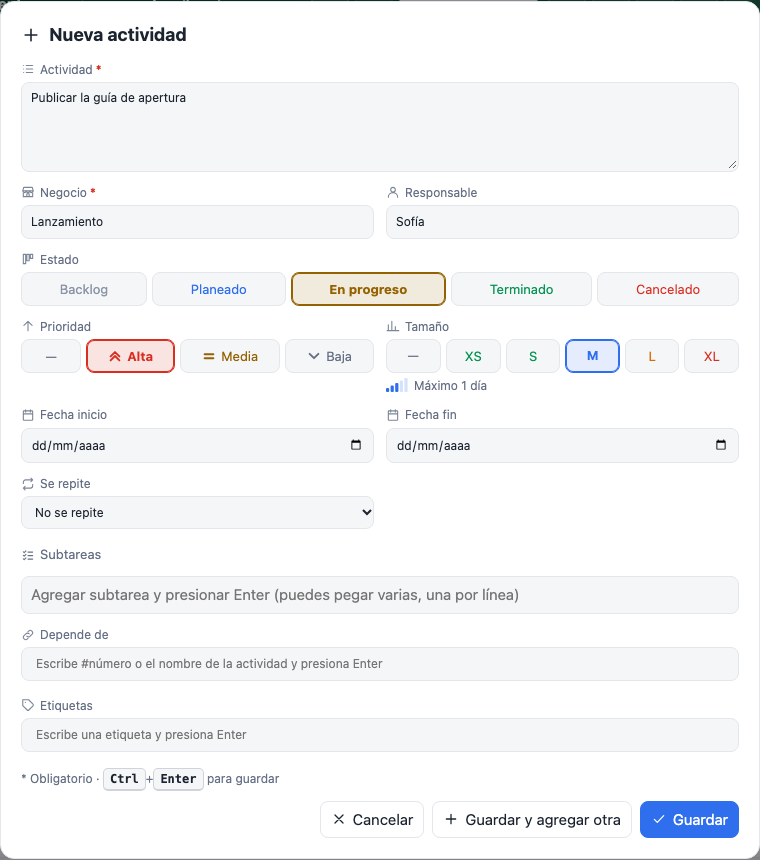 Nueva actividad
Actividad *
Publicar la guía de apertura
Negocio *
Responsable
Lanzamiento
Sofía
Estado
Backlog
Planeado
En progreso
Terminado
Cancelado
Prioridad
Tamaño
—
Alta
Media
Baja
—
XS
S
M
L
XL
Máximo 1 día
Fecha inicio
Fecha fin
dd/mm/aaaa
dd/mm/aaaa
Se repite
No se repite
Subtareas
Agregar subtarea y presionar Enter (puedes pegar varias, una por línea)
Depende de
Escribe #número o el nombre de la actividad y presiona Enter
Etiquetas
Escribe una etiqueta y presiona Enter
* Obligatorio · Ctrl+Enter para guardar
Cancelar
Guardar y agregar otra
Guardar